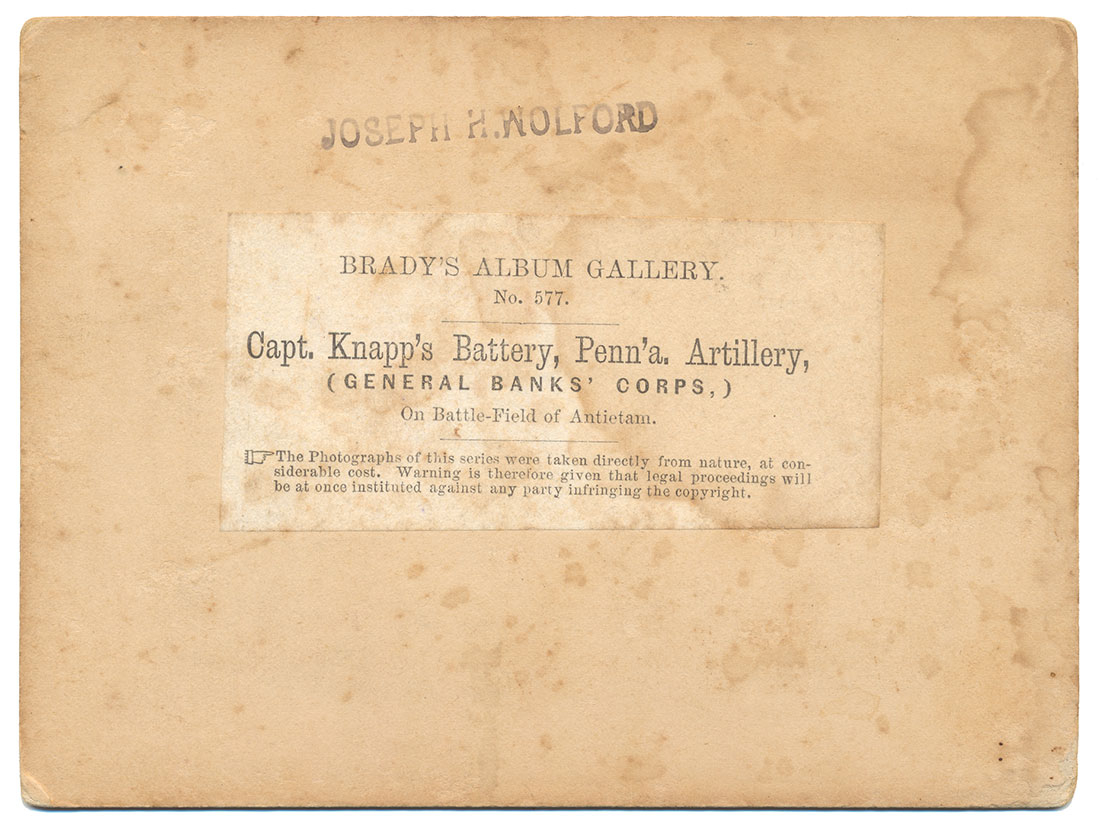 JOSEPH H. WOLFORD
BRADY'S ALBUM GALLERY.
No. 577.
Capt. Knapp's Battery, Penn'a. Artillery,
(GENERAL BANKS' CORPS,)
On Battle-Field of Antietam.
☞The Photographs of this series were taken directly from nature, at con-
siderable cost. Warning is therefore given that legal proceedings will
be at once instituted against any party infringing the copyright.